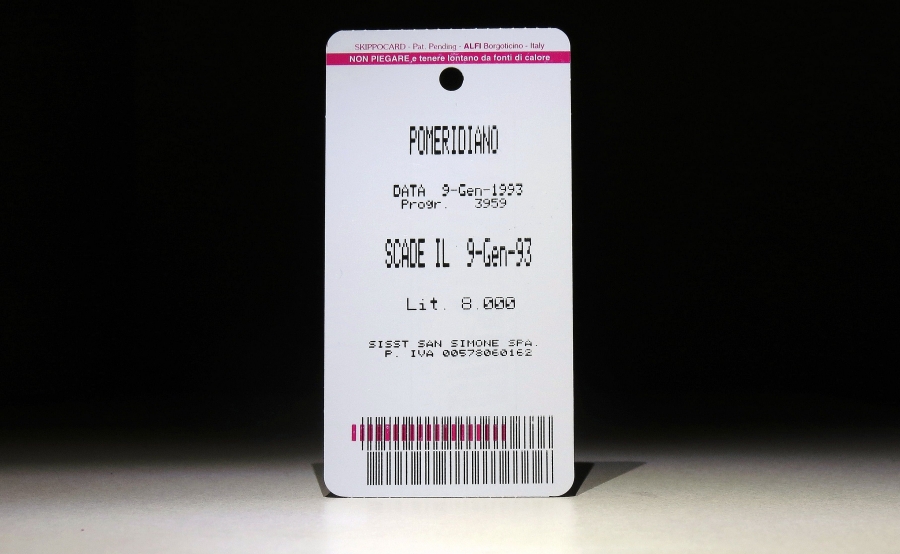 SKIPPOCARD - Pat. Pending - ALFI Borgoticino - Italy
NON PIEGARE e tenere lontano da fonti di calore
POMERIDIANO
DATA 9-Gen-1993
Progr. 3959
SCADE IL 9-Gen-93
Lit. 8.000
SISST SAN SIMONE SPA.
P. IVA 00578060162